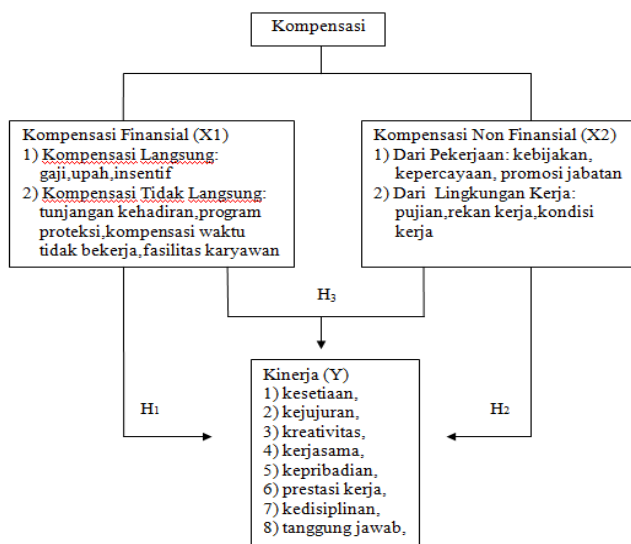 Kompensasi
Kompensasi Finansial (X1)
1) Kompensasi Langsung:
gaji,upah,insentif
2) Kompensasi Tidak Langsung:
tunjangan kehadiran,program
proteksi,kompensasi waktu
tidak bekerja,fasilitas karyawan
Kompensasi Non Finansial (X2)
1) Dari Pekerjaan: kebijakan,
kepercayaan, promosi jabatan
2) Dari Lingkungan Kerja:
pujian,rekan kerja,kondisi
kerja
H3
H1
H2
Kinerja (Y)
1) kesetiaan,
2) kejujuran,
3) kreativitas,
4) kerjasama,
5) kepribadian,
6) prestasi kerja,
7) kedisiplinan,
8) tanggung jawab,